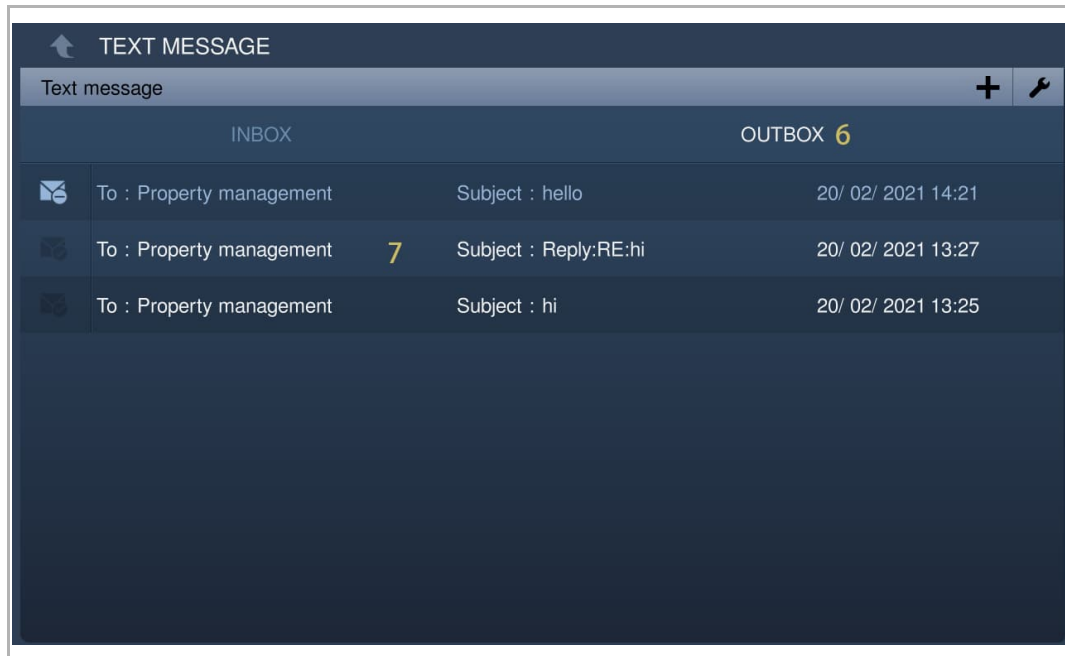 TEXT MESSAGE
Text message
INBOX OUTBOX 6
To : Property management Subject : hello 20/ 02/ 2021 14:21
To : Property management 7 Subject : Reply:RE:hi 20/ 02/ 2021 13:27
To : Property management Subject : hi 20/ 02/ 2021 13:25